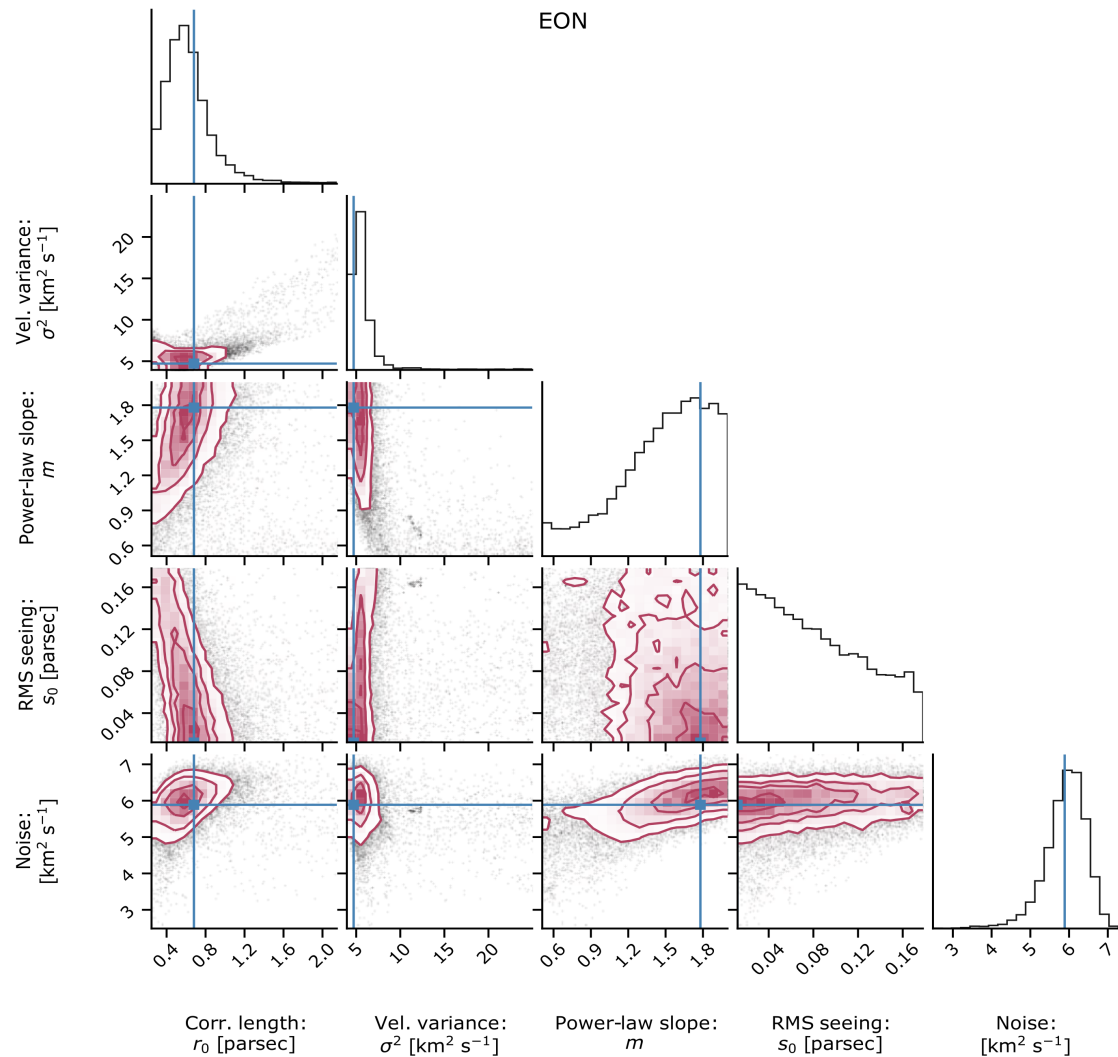 EON
Vel. variance:
σ² [km² s⁻¹]
20
15
10
5
Power-law slope:
m
1.8
1.5
1.2
0.9
0.6
RMS seeing:
s₀ [parsec]
0.16
0.12
0.08
0.04
Noise:
[km² s⁻¹]
7
6
5
4
3
0.4 0.8 1.2 1.6 2.0
5 10 15 20
0.6 0.9 1.2 1.5 1.8
0.04 0.08 0.12 0.16
3 4 5 6 7
Corr. length:
r₀ [parsec]
Vel. variance:
σ² [km² s⁻¹]
Power-law slope:
m
RMS seeing:
s₀ [parsec]
Noise:
[km² s⁻¹]